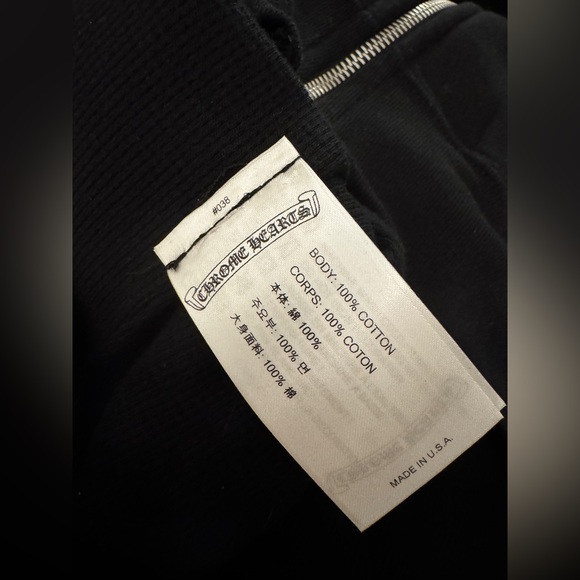 #038
CHROME HEARTS
BODY: 100% COTTON
CORPS: 100% COTON
本体: 綿 100%
주요부: 100% 면
大身面料: 100% 棉
MADE IN U.S.A.